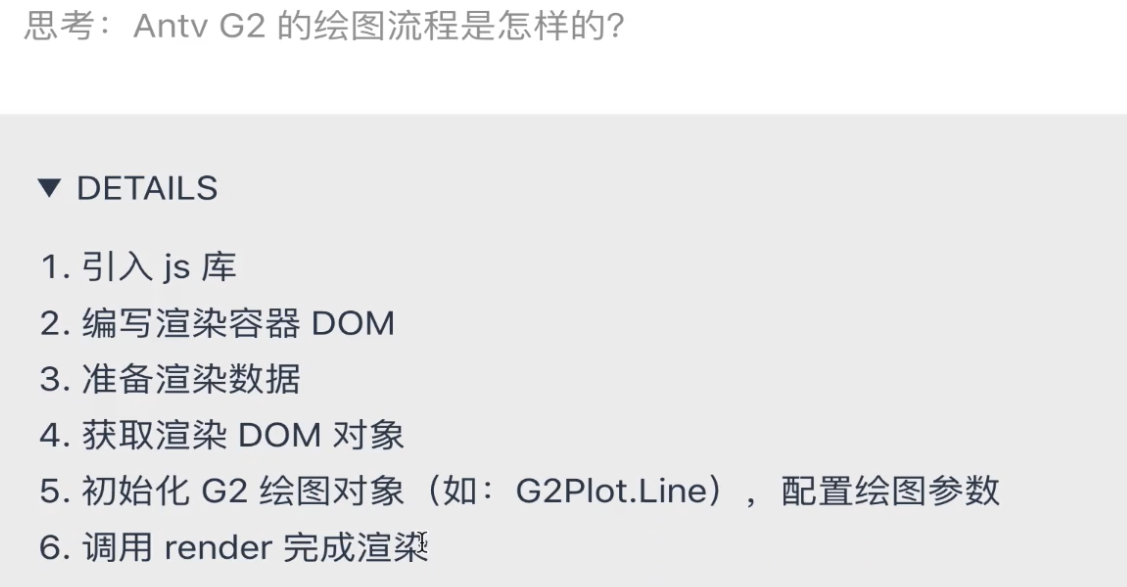 思考：Antv G2 的绘图流程是怎样的?
▼ DETAILS
1. 引入 js 库
2. 编写渲染容器 DOM
3. 准备渲染数据
4. 获取渲染 DOM 对象
5. 初始化 G2 绘图对象（如：G2Plot.Line），配置绘图参数
6. 调用 render 完成渲染